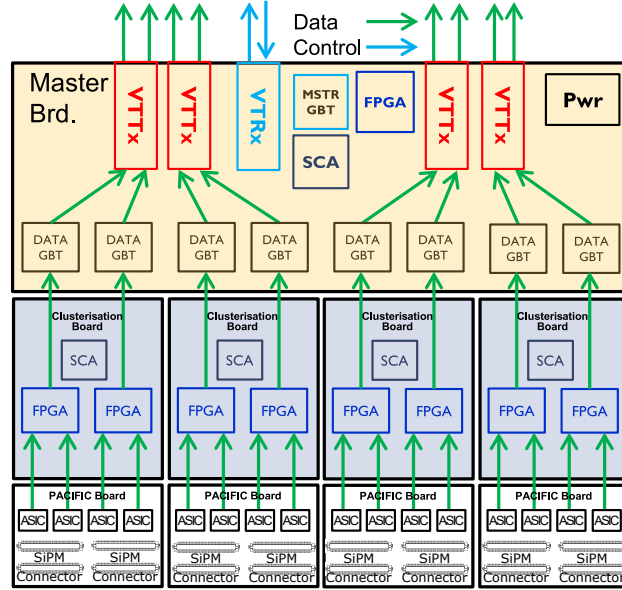 Data
Control
Master
Brd.
VTTx
VTTx
VTRx
MSTR
GBT
FPGA
SCA
VTTx
VTTx
Pwr
DATA
GBT
DATA
GBT
DATA
GBT
DATA
GBT
DATA
GBT
DATA
GBT
DATA
GBT
DATA
GBT
Clusterisation
Board
SCA
FPGA
FPGA
Clusterisation
Board
SCA
FPGA
FPGA
Clusterisation
Board
SCA
FPGA
FPGA
Clusterisation
Board
SCA
FPGA
FPGA
PACIFIC Board
ASIC ASIC ASIC ASIC
SiPM SiPM
Connector Connector
PACIFIC Board
ASIC ASIC ASIC ASIC
SiPM SiPM
Connector Connector
PACIFIC Board
ASIC ASIC ASIC ASIC
SiPM SiPM
Connector Connector
PACIFIC Board
ASIC ASIC ASIC ASIC
SiPM SiPM
Connector Connector